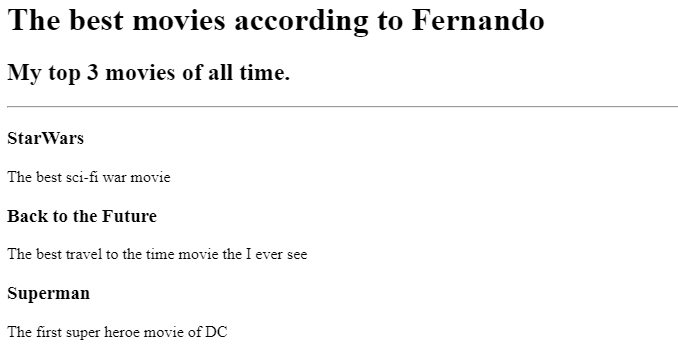 The best movies according to Fernando
My top 3 movies of all time.
StarWars
The best sci-fi war movie
Back to the Future
The best travel to the time movie the I ever see
Superman
The first super heroe movie of DC